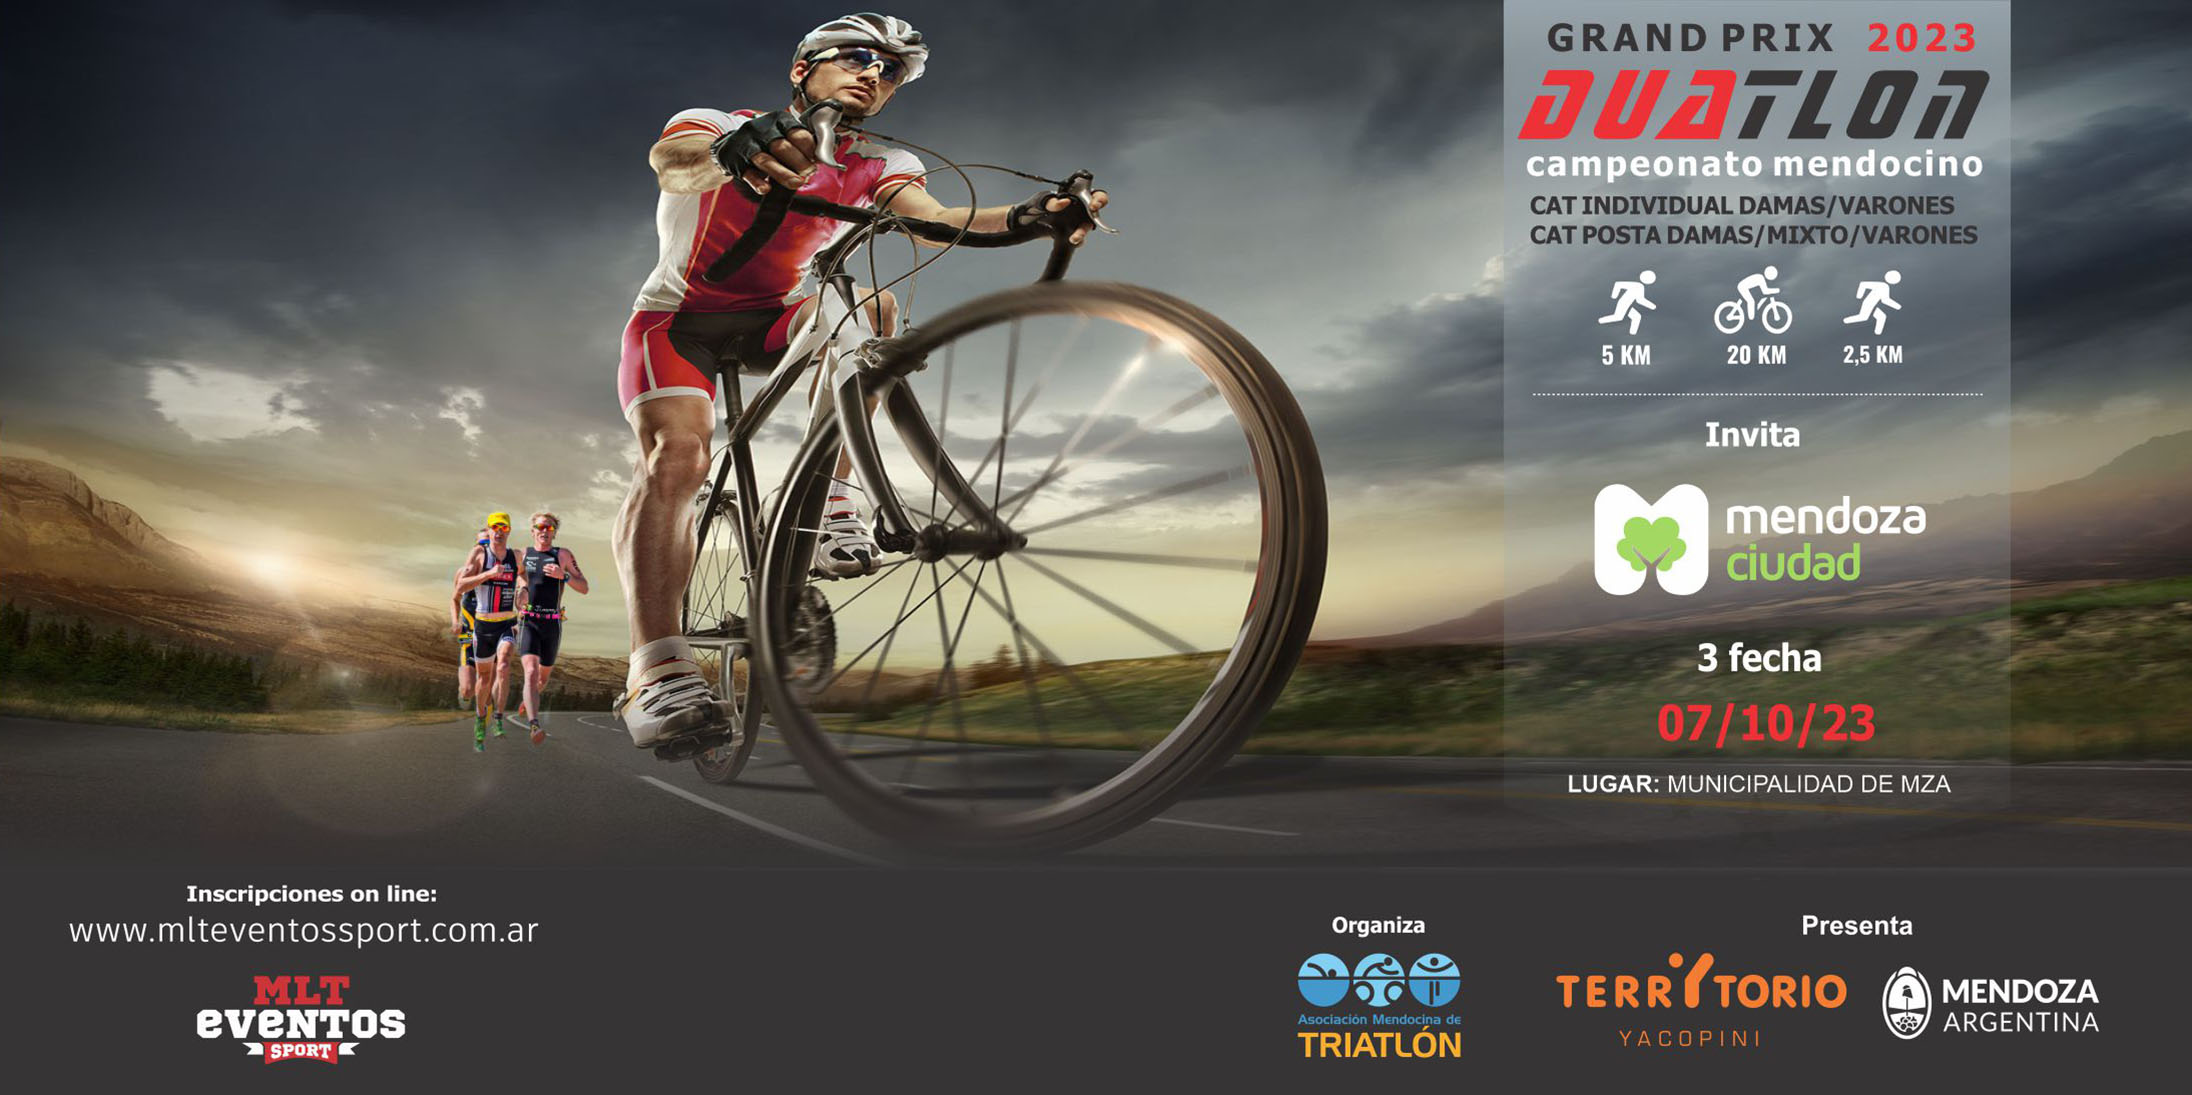 GRAND PRIX 2023
DUATLON
campeonato mendocino
CAT INDIVIDUAL DAMAS/VARONES
CAT POSTA DAMAS/MIXTO/VARONES
5 KM 20 KM 2,5 KM
Invita
mendoza
ciudad
3 fecha
07/10/23
LUGAR: MUNICIPALIDAD DE MZA
Inscripciones on line:
www.mlteventossport.com.ar
MLT
eventos
SPORT
Organiza
Asociación Mendocina de
TRIATLÓN
Presenta
TERRYTORIO
YACOPINI
MENDOZA
ARGENTINA